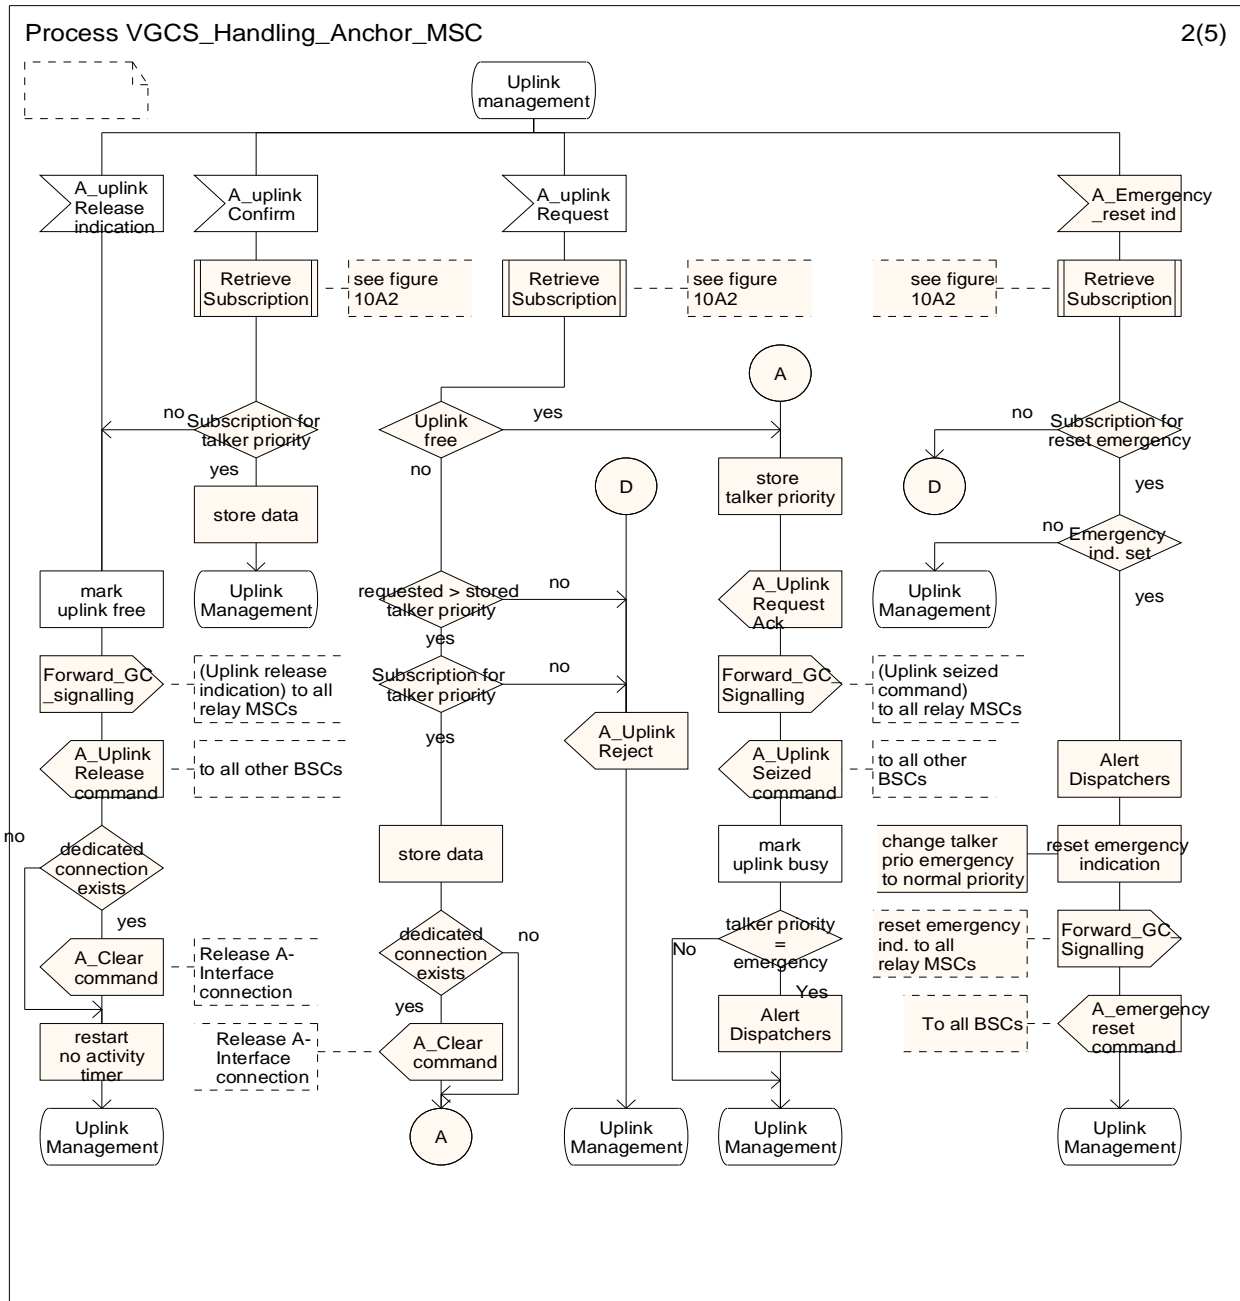 Process VGCS_Handling_Anchor_MSC
2(5)
Uplink
management
A_uplink
Release
indication
A_uplink
Confirm
A_uplink
Request
A_Emergency
_reset ind
Retrieve
Subscription
see figure
10A2
Retrieve
Subscription
see figure
10A2
see figure
10A2
Retrieve
Subscription
A
no
Subscription for
talker priority
yes
Uplink
free
yes
no
no
Subscription for
reset emergency
yes
store data
D
store
talker priority
D
no
Emergency
ind. set
yes
mark
uplink free
Uplink
Management
requested > stored
talker priority
no
yes
A_Uplink
Request
Ack
Uplink
Management
Forward_GC
_signalling
(Uplink release
indication) to all
relay MSCs
Subscription for
talker priority
no
yes
Forward_GC_
Signalling
(Uplink seized
command)
to all relay MSCs
A_Uplink
Reject
A_Uplink
Release
command
to all other BSCs
A_Uplink
Seized
command
to all other
BSCs
Alert
Dispatchers
no
dedicated
connection
exists
yes
store data
mark
uplink busy
change talker
prio emergency
to normal priority
reset emergency
indication
A_Clear
command
Release A-
Interface
connection
dedicated
connection
exists
no
yes
talker priority
=
emergency
No
Yes
reset emergency
ind. to all
relay MSCs
Forward_GC_
Signalling
restart
no activity
timer
Release A-
Interface
connection
A_Clear
command
Alert
Dispatchers
To all BSCs
A_emergency
reset
command
Uplink
Management
A
Uplink
Management
Uplink
Management
Uplink
Management